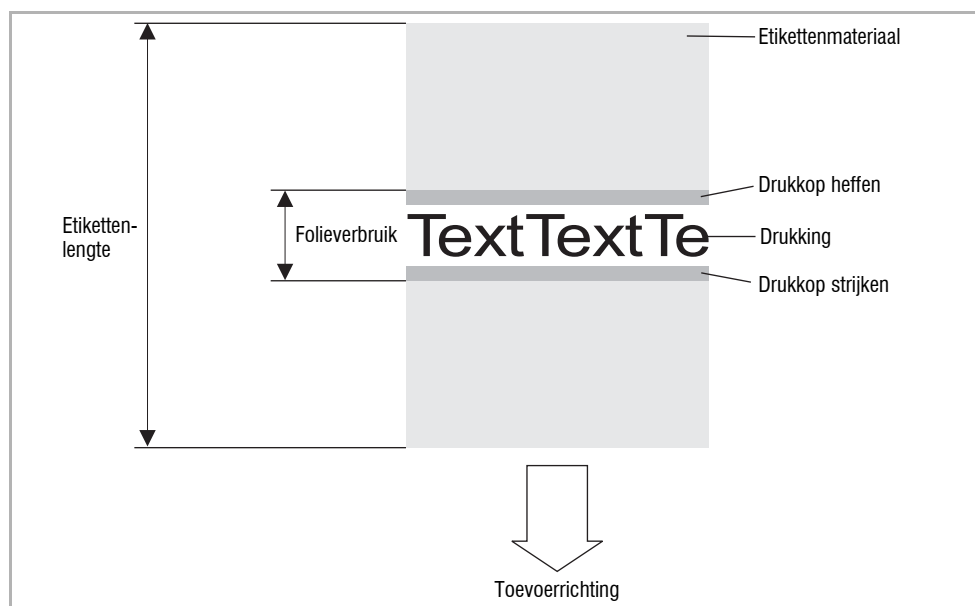 Etikettenmateriaal
Drukkop heffen
Etiketten-
lengte
Folieverbruik
TextTextTe
Drukking
Drukkop strijken
Toevoerrichting